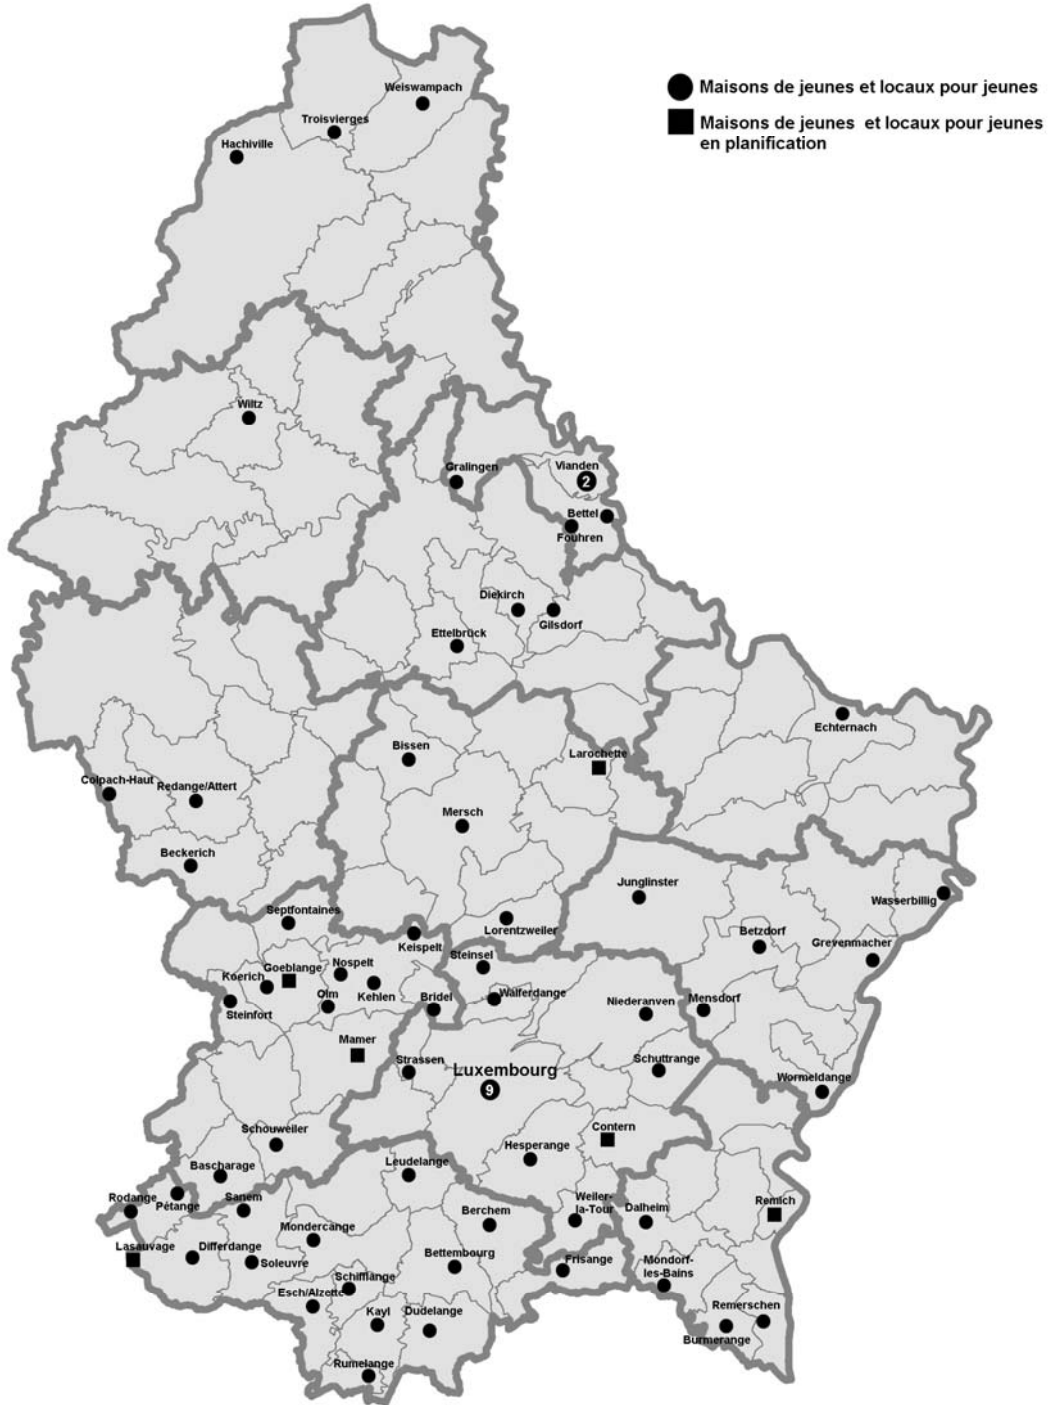 Weiswampach
Maisons de jeunes et locaux pour jeunes
Troisvierges
Maisons de jeunes et locaux pour jeunes
en planification
Hachiville
Wiltz
Gralingen
Vianden
2
Bettel
Fouhren
Diekirch
Gilsdorf
Ettelbrück
Echternach
Bissen
Larochette
Colpach-Haut
Redange/Attert
Mersch
Beckerich
Junglinster
Wasserbillig
Septfontaines
Lorentzweiler
Betzdorf
Grevenmacher
Keispelt
Steinsel
Nospelt
Goeblange
Koerich
Olm
Kehlen
Bridel
Walferdange
Niederanven
Mensdorf
Steinfort
Mamer
Strassen
Luxembourg
9
Schuttrange
Wormeldange
Schouweiler
Contern
Hesperange
Bascharage
Leudelange
Rodange
Pétange
Sanem
Berchem
Weiler-
la-Tour
Dalheim
Remich
Mondercange
Lasauvage
Differdange
Soleuvre
Bettembourg
Frisange
Mondorf-
les-Bains
Schifflange
Esch/Alzette
Kayl
Dudelange
Remerschen
Burmerange
Rumelange